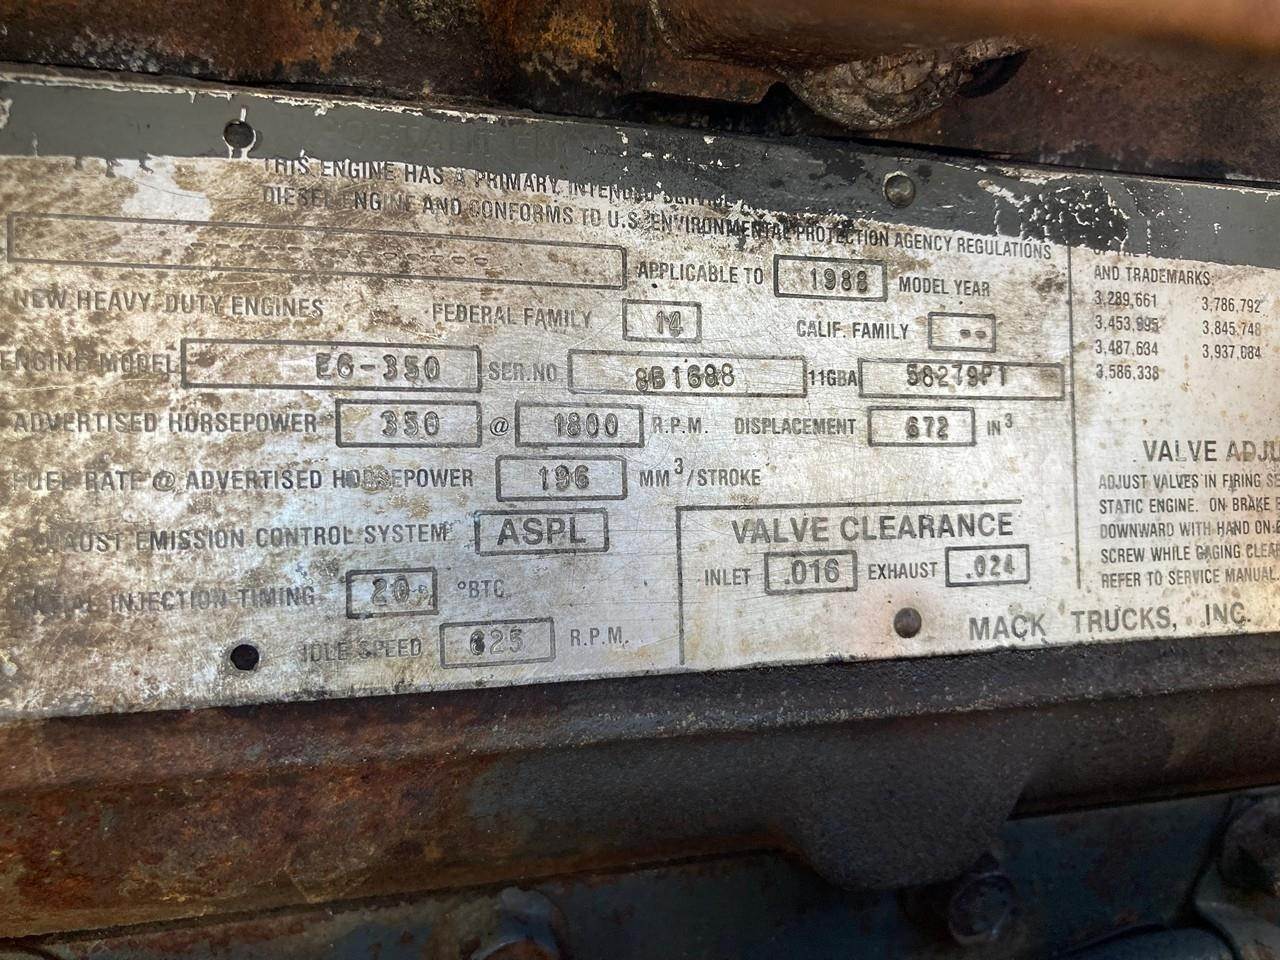 THIS ENGINE HAS A PRIMARY INTENDED SERVICE
DIESEL ENGINE AND CONFORMS TO U.S. ENVIRONMENTAL PROTECTION AGENCY REGULATIONS
----- APPLICABLE TO 1988 MODEL YEAR
NEW HEAVY DUTY ENGINES FEDERAL FAMILY 14 CALIF. FAMILY --
ENGINE MODEL E6-350 SER.NO 8B1688 11GBA 58279P1
ADVERTISED HORSEPOWER 350 @ 1800 R.P.M. DISPLACEMENT 672 IN³
FUEL RATE @ ADVERTISED HORSEPOWER 196 MM³/STROKE
EXHAUST EMISSION CONTROL SYSTEM ASPL
INITIAL INJECTION TIMING 20 °BTC
IDLE SPEED 625 R.P.M.
VALVE CLEARANCE
INLET .016 EXHAUST .024
MACK TRUCKS, INC.
AND TRADEMARKS:
3,289,661 3,786,792
3,453,995 3,845,748
3,487,634 3,937,084
3,586,338
VALVE ADJU
ADJUST VALVES IN FIRING SE
STATIC ENGINE. ON BRAKE
DOWNWARD WITH HAND ON
SCREW WHILE GAGING CLEA
REFER TO SERVICE MANUAL